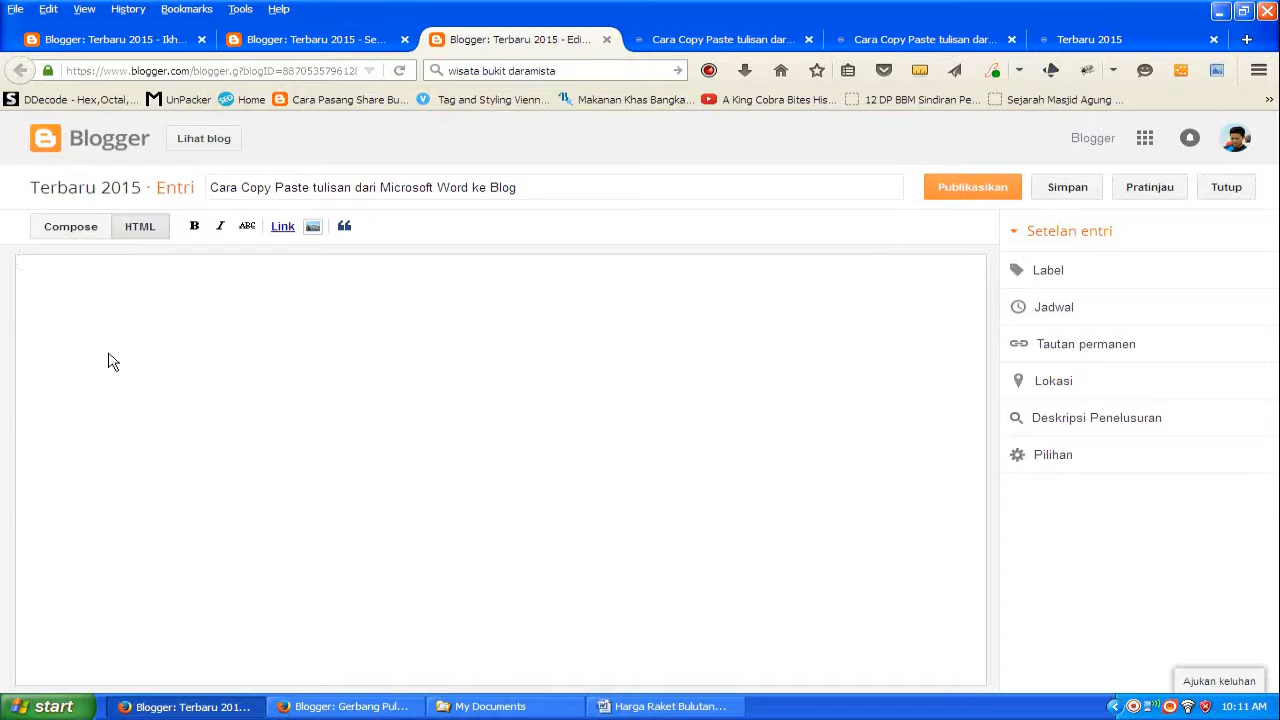 File Edit View History Bookmarks Tools Help
Blogger: Terbaru 2015 - Ikh... Blogger: Terbaru 2015 - Se... Blogger: Terbaru 2015 - Edi... Cara Copy Paste tulisan dar... Cara Copy Paste tulisan dar... Terbaru 2015
https://www.blogger.com/blogger.g?blogID=8870535796128 wisata bukit daramista
DDecode - Hex,Octal,... UnPacker Home Cara Pasang Share Bu... Tag and Styling Vienn... Makanan Khas Bangka... A King Cobra Bites His... 12 DP BBM Sindiran Pe... Sejarah Masjid Agung ...
Blogger Lihat blog Blogger
Terbaru 2015 · Entri Cara Copy Paste tulisan dari Microsoft Word ke Blog Publikasikan Simpan Pratinjau Tutup
Compose HTML B I ABC Link
Setelan entri
Label
Jadwal
Tautan permanen
Lokasi
Deskripsi Penelusuran
Pilihan
Ajukan keluhan
start Blogger: Terbaru 201... Blogger: Gerbang Pul... My Documents Harga Raket Bulutan... 10:11 AM